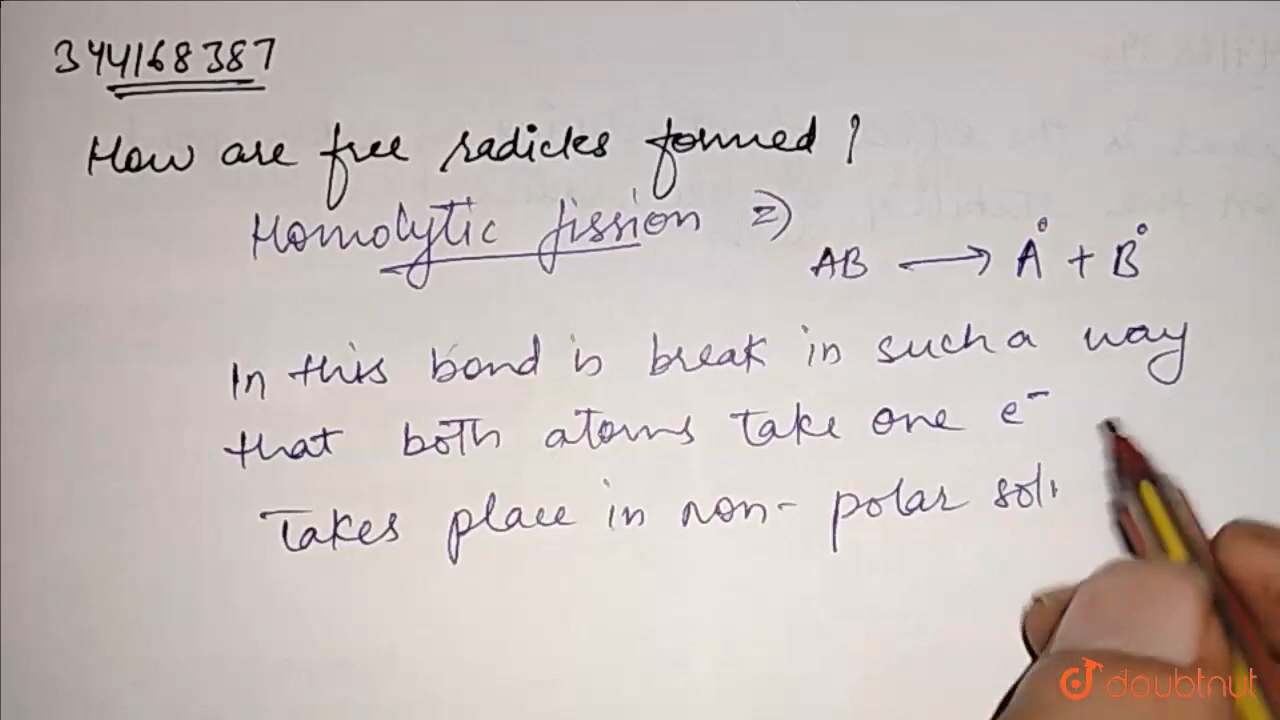 344168387
How are free radicles formed ?
Homolytic fission =>
AB → A° + B°
In this bond is break in such a way
that both atoms take one e⁻
Takes place in non-polar sol
doubtnut